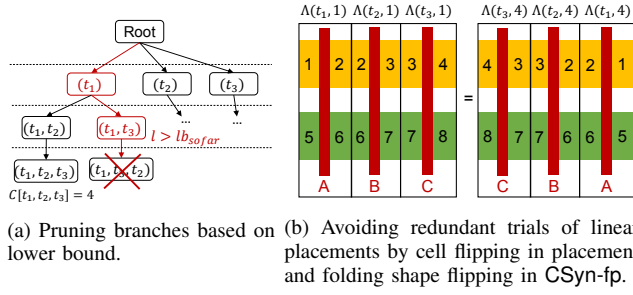 Root
(t₁)
(t₂)
(t₃)
...
...
(t₁,t₂)
(t₁,t₃)
l > lb_sofar
(t₁,t₂,t₃)
(t₁,t₃,t₂)
C[t₁,t₂,t₃] = 4
(a) Pruning branches based on
lower bound.
Λ(t₁,1) Λ(t₂,1) Λ(t₃,1)
1 2 2 3 3 4
5 6 6 7 7 8
A B C
=
Λ(t₃,4) Λ(t₂,4) Λ(t₁,4)
4 3 3 2 2 1
8 7 7 6 6 5
C B A
(b) Avoiding redundant trials of linear
placements by cell flipping in placement
and folding shape flipping in CSyn-fp.